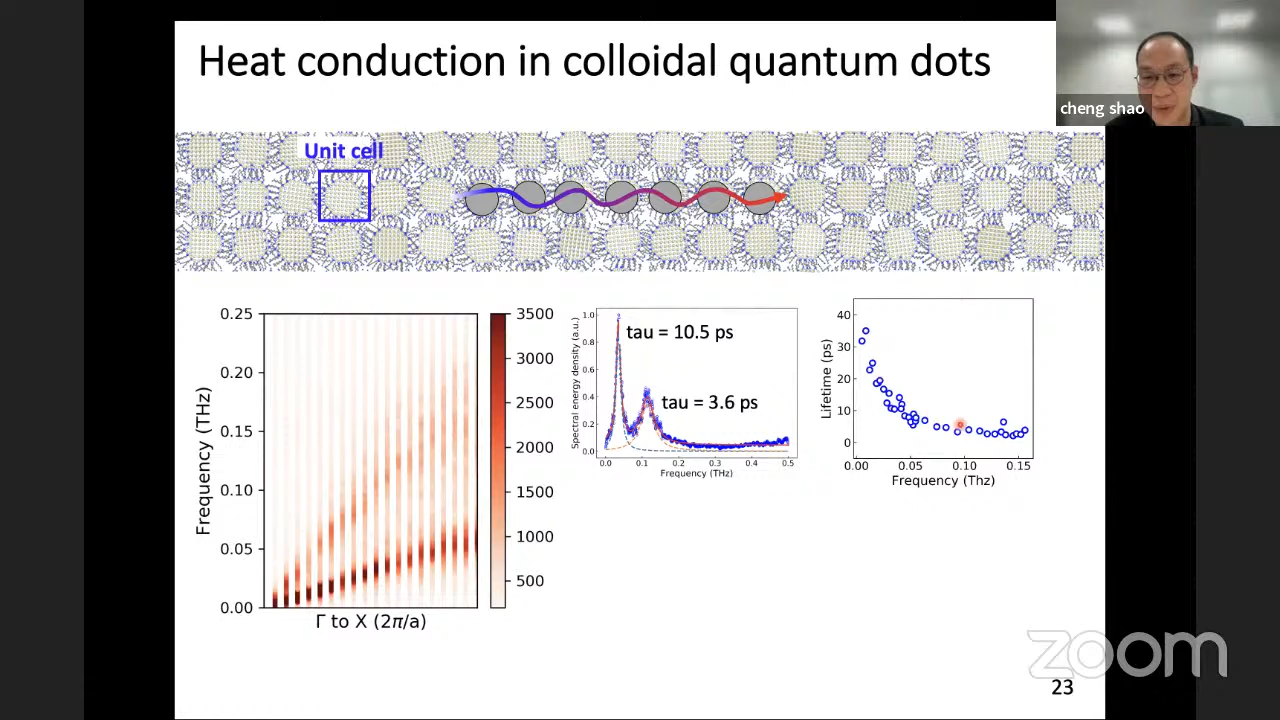 Heat conduction in colloidal quantum dots
cheng shao
Unit cell
0.25
0.20
0.15
0.10
0.05
0.00
Frequency (THz)
Γ to X (2π/a)
3500
3000
2500
2000
1500
1000
500
tau = 10.5 ps
tau = 3.6 ps
1.0
0.8
0.6
0.4
0.2
0.0
Spectral energy density (a.u.)
0.0 0.1 0.2 0.3 0.4 0.5
Frequency (THz)
40
30
20
10
0
Lifetime (ps)
0.00 0.05 0.10 0.15
Frequency (Thz)
zoom
23